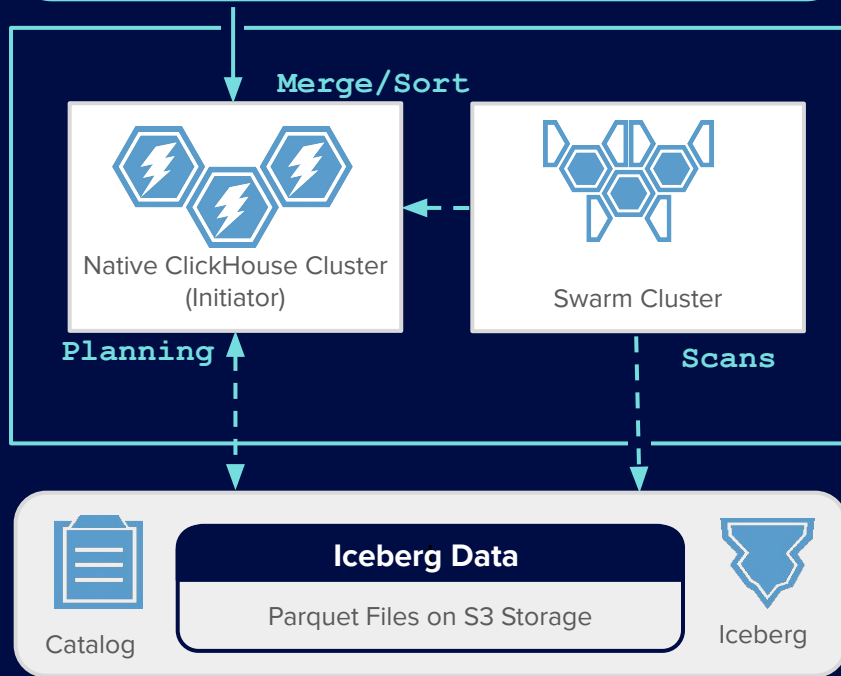 Merge/Sort
Native ClickHouse Cluster
(Initiator)
Swarm Cluster
Planning
Scans
Iceberg Data
Parquet Files on S3 Storage
Catalog
Iceberg